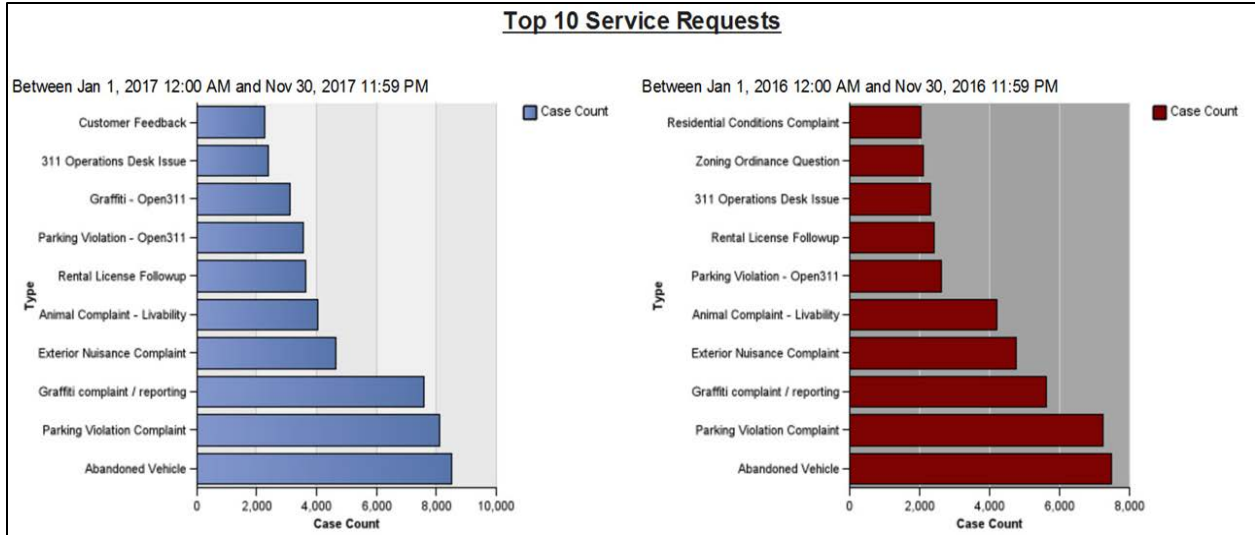 Top 10 Service Requests
Between Jan 1, 2017 12:00 AM and Nov 30, 2017 11:59 PM
Case Count
Type
Customer Feedback
311 Operations Desk Issue
Graffiti - Open311
Parking Violation - Open311
Rental License Followup
Animal Complaint - Livability
Exterior Nuisance Complaint
Graffiti complaint / reporting
Parking Violation Complaint
Abandoned Vehicle
0 2,000 4,000 6,000 8,000 10,000
Case Count
Between Jan 1, 2016 12:00 AM and Nov 30, 2016 11:59 PM
Case Count
Type
Residential Conditions Complaint
Zoning Ordinance Question
311 Operations Desk Issue
Rental License Followup
Parking Violation - Open311
Animal Complaint - Livability
Exterior Nuisance Complaint
Graffiti complaint / reporting
Parking Violation Complaint
Abandoned Vehicle
0 2,000 4,000 6,000 8,000
Case Count